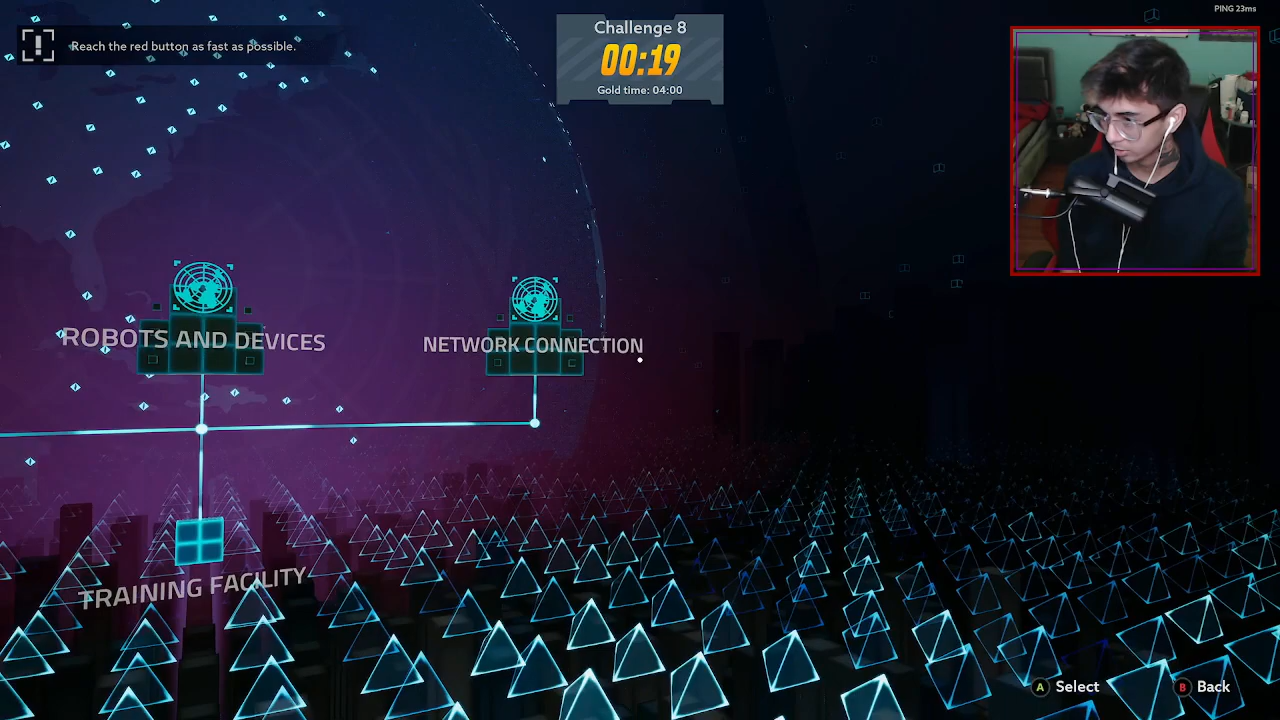 PING 23ms
Reach the red button as fast as possible.
Challenge 8
00:19
Gold time: 04:00
ROBOTS AND DEVICES
NETWORK CONNECTION
TRAINING FACILITY
A Select
B Back